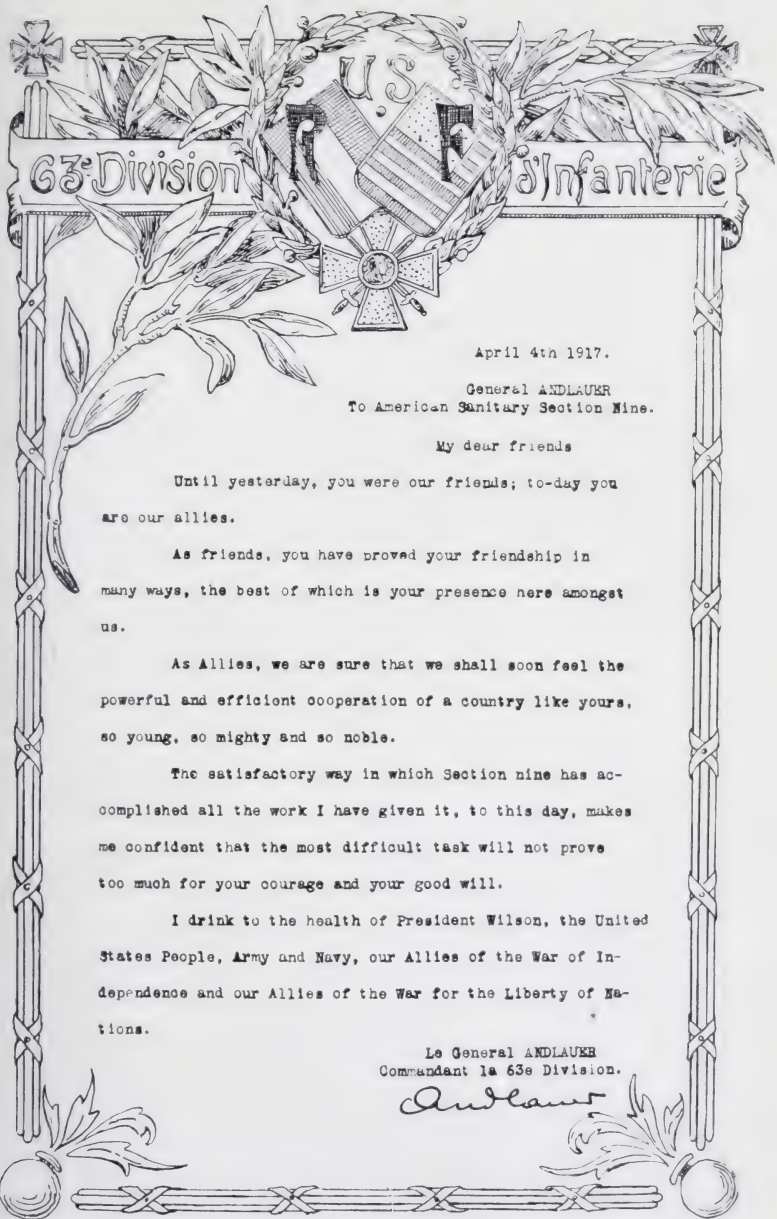 U.S.
R F
63e Division d'Infanterie
April 4th 1917.
General ANDLAUER
To American Sanitary Section Nine.
My dear friends
Until yesterday, you were our friends; to-day you
are our allies.
As friends, you have proved your friendship in
many ways, the best of which is your presence here amongst
us.
As Allies, we are sure that we shall soon feel the
powerful and efficient cooperation of a country like yours,
so young, so mighty and so noble.
The satisfactory way in which Section nine has ac-
complished all the work I have given it, to this day, makes
me confident that the most difficult task will not prove
too much for your courage and your good will.
I drink to the health of President Wilson, the United
States People, Army and Navy, our Allies of the War of In-
dependence and our Allies of the War for the Liberty of Na-
tions.
Le General ANDLAUER
Commandant la 63e Division.
Andlauer